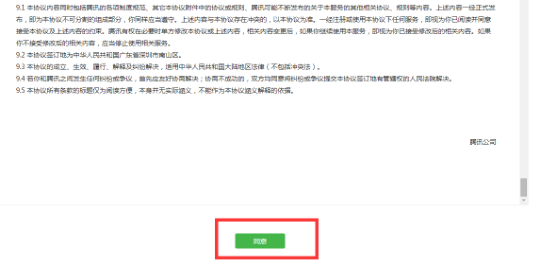 9.1 本协议内容同时包括腾讯的各项制度规范、其它本协议附件中的协议或规则、腾讯可能不断发布的关于本服务的其他相关协议、规则等内容。上述内容一经正式发
布，即为本协议不可分割的组成部分，你同样应当遵守。上述内容与本协议存在冲突的，以本协议为准。一经注册或使用本协议下任何服务，即视为你已阅读并同意
接受本协议及上述内容的约束。腾讯有权在必要时单方修改本协议或上述内容，相关内容变更后，如果你继续使用本服务，即视为你已接受修改后的相关内容。如果
你不接受修改后的相关内容，应当停止使用相关服务。
9.2 本协议签订地为中华人民共和国广东省深圳市南山区。
9.3 本协议的成立、生效、履行、解释及纠纷解决，适用中华人民共和国大陆地区法律（不包括冲突法）。
9.4 若你和腾讯之间发生任何纠纷或争议，首先应友好协商解决；协商不成功的，双方均同意将纠纷或争议提交本协议签订地有管辖权的人民法院解决。
9.5 本协议所有条款的标题仅为阅读方便，本身并无实际涵义，不能作为本协议涵义解释的依据。
腾讯公司
同意